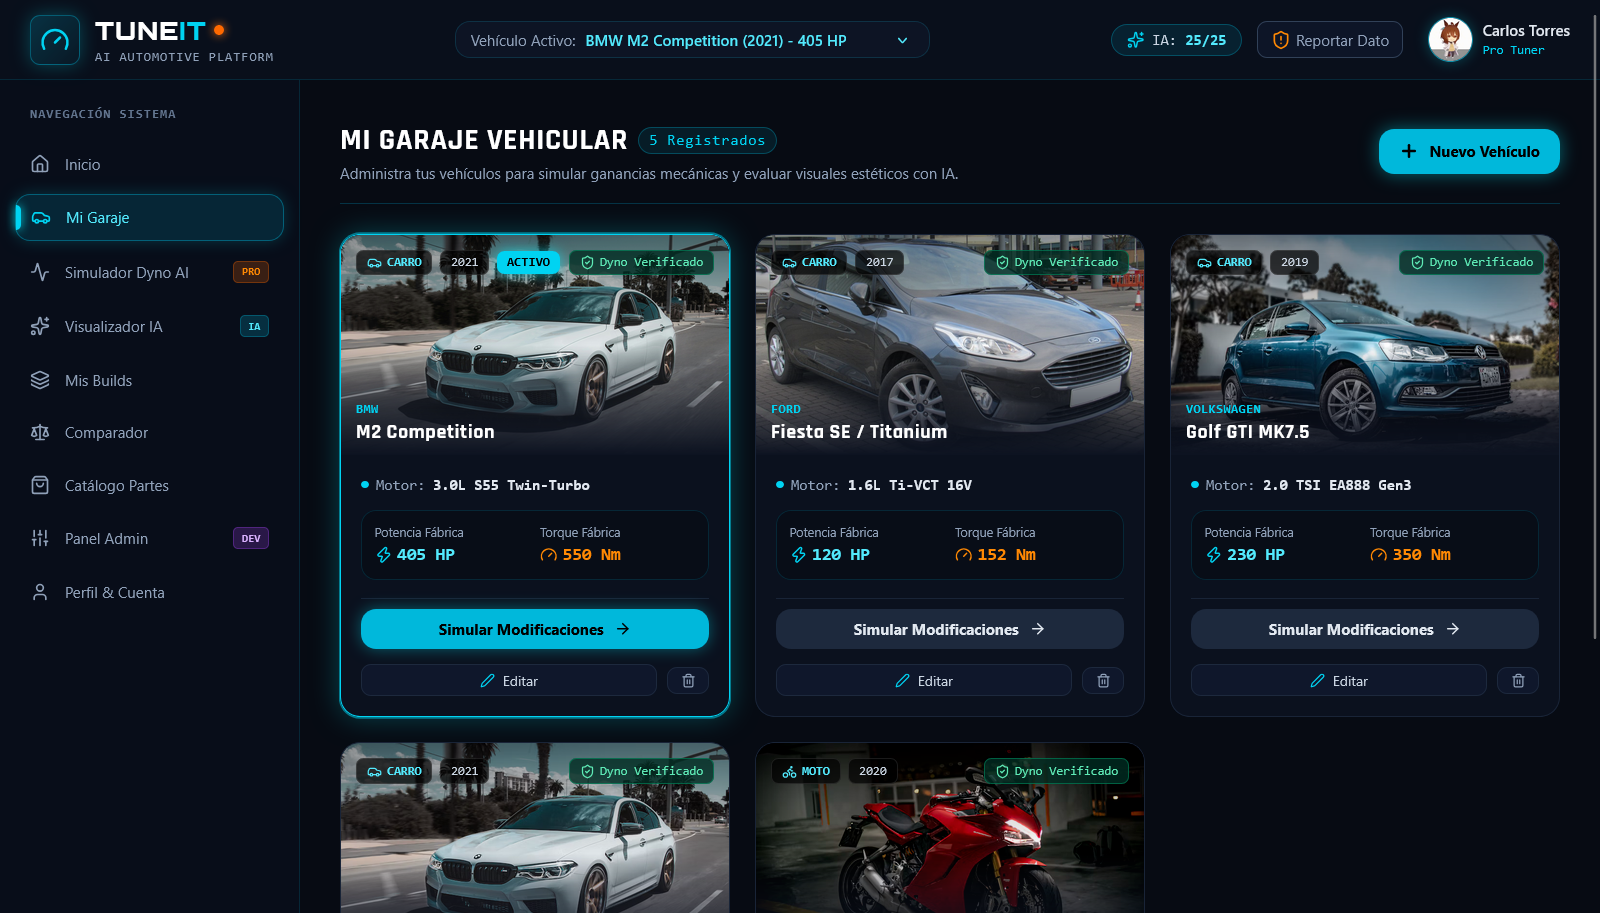 TUNEIT
AI AUTOMOTIVE PLATFORM
Vehículo Activo: BMW M2 Competition (2021) - 405 HP
IA: 25/25
Reportar Dato
Carlos Torres
Pro Tuner
NAVEGACIÓN SISTEMA
Inicio
Mi Garaje
Simulador Dyno AI PRO
Visualizador IA IA
Mis Builds
Comparador
Catálogo Partes
Panel Admin DEV
Perfil & Cuenta
MI GARAJE VEHICULAR 5 Registrados
Administra tus vehículos para simular ganancias mecánicas y evaluar visuales estéticos con IA.
+ Nuevo Vehículo
CARRO 2021 ACTIVO Dyno Verificado
BMW
M2 Competition
Motor: 3.0L S55 Twin-Turbo
Potencia Fábrica Torque Fábrica
405 HP 550 Nm
Simular Modificaciones →
Editar
CARRO 2017 Dyno Verificado
FORD
Fiesta SE / Titanium
Motor: 1.6L Ti-VCT 16V
Potencia Fábrica Torque Fábrica
120 HP 152 Nm
Simular Modificaciones →
Editar
CARRO 2019 Dyno Verificado
VOLKSWAGEN
Golf GTI MK7.5
Motor: 2.0 TSI EA888 Gen3
Potencia Fábrica Torque Fábrica
230 HP 350 Nm
Simular Modificaciones →
Editar
CARRO 2021 Dyno Verificado
MOTO 2020 Dyno Verificado